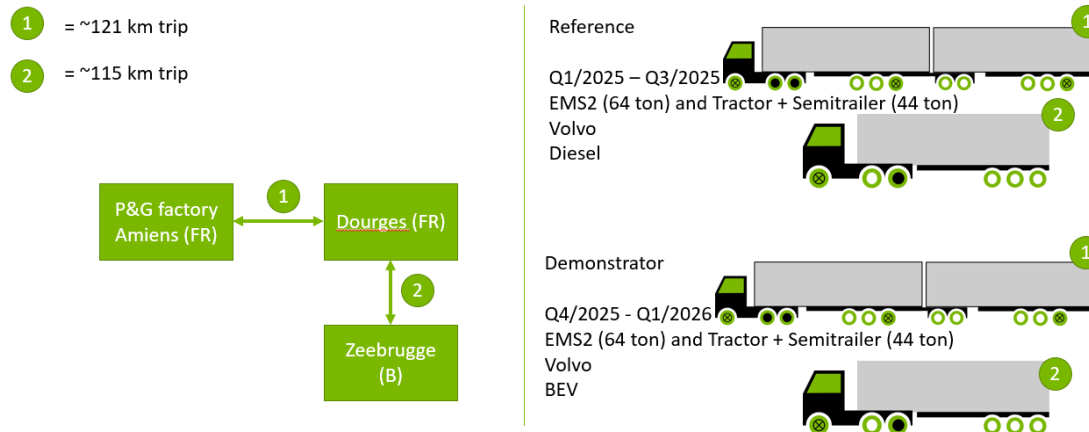 1 = ~121 km trip
2 = ~115 km trip
P&G factory
Amiens (FR)
1
Dourges (FR)
2
Zeebrugge
(B)
Reference
1
Q1/2025 – Q3/2025
EMS2 (64 ton) and Tractor + Semitrailer (44 ton)
Volvo
Diesel
2
Demonstrator
1
Q4/2025 - Q1/2026
EMS2 (64 ton) and Tractor + Semitrailer (44 ton)
Volvo
BEV
2